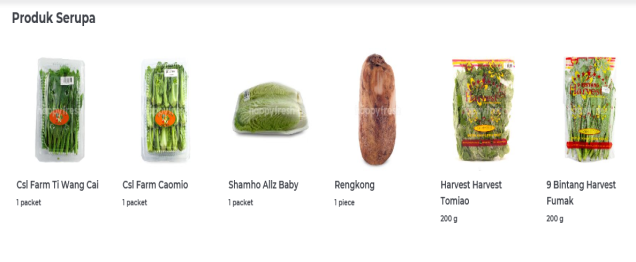 Produk Serupa
Csl Farm Ti Wang Cai
1 packet
Csl Farm Caomio
1 packet
Shamho Allz Baby
1 packet
Rengkong
1 piece
Harvest Harvest
Tomiao
200 g
9 Bintang Harvest
Fumak
200 g